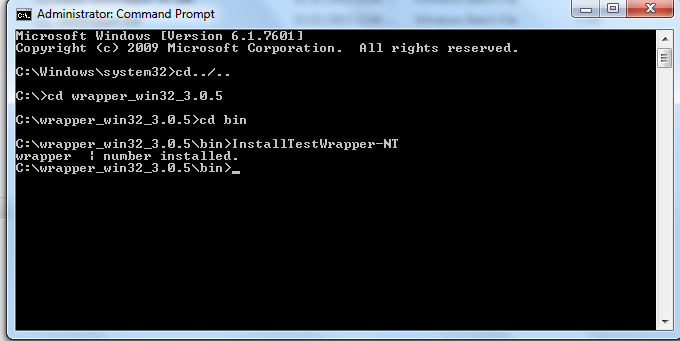 Administrator: Command Prompt
Microsoft Windows [Version 6.1.7601]
Copyright (c) 2009 Microsoft Corporation.  All rights reserved.
C:\Windows\system32>cd../..
C:\>cd wrapper_win32_3.0.5
C:\wrapper_win32_3.0.5>cd bin
C:\wrapper_win32_3.0.5\bin>InstallTestWrapper-NT
wrapper  | number installed.
C:\wrapper_win32_3.0.5\bin>_